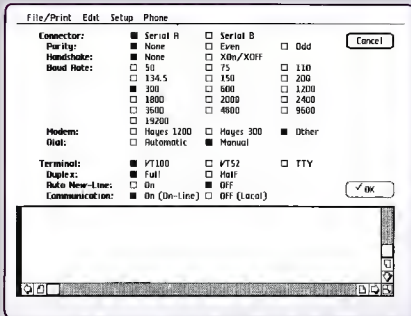 File/Print Edit Setup Phone
Connector: Serial A Serial B
Parity: None Even Odd
Handshake: None XOn/XOFF
Baud Rate: 50 75 110
134.5 150 200
300 600 1200
1800 2000 2400
3600 4800 9600
19200
Modem: Hayes 1200 Hayes 300 Other
Dial: Automatic Manual
Terminal: VT100 VT52 TTY
Duplex: Full Half
Auto New-Line: On OFF
Communication: On (On-Line) OFF (Local)
Cancel
✓ OK